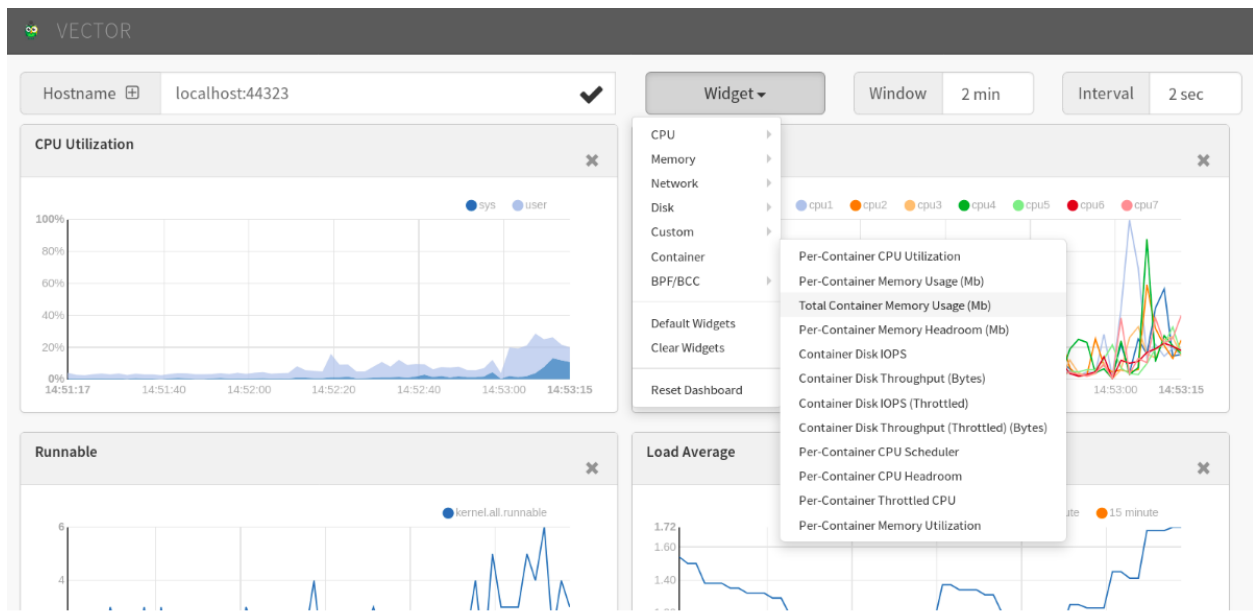 VECTOR
Hostname localhost:44323 Widget Window 2 min Interval 2 sec
CPU Utilization
sys user
100%
80%
60%
40%
20%
0%
14:51:17 14:51:40 14:52:00 14:52:20 14:52:40 14:53:00 14:53:15
CPU
Memory
Network
Disk
Custom
Container
BPF/BCC
Default Widgets
Clear Widgets
Reset Dashboard
Per-Container CPU Utilization
Per-Container Memory Usage (Mb)
Total Container Memory Usage (Mb)
Per-Container Memory Headroom (Mb)
Container Disk IOPS
Container Disk Throughput (Bytes)
Container Disk IOPS (Throttled)
Container Disk Throughput (Throttled) (Bytes)
Per-Container CPU Scheduler
Per-Container CPU Headroom
Per-Container Throttled CPU
Per-Container Memory Utilization
cpu1 cpu2 cpu3 cpu4 cpu5 cpu6 cpu7
14:53:00 14:53:15
Runnable
kernel.all.runnable
6
4
Load Average
15 minute
1.72
1.60
1.40